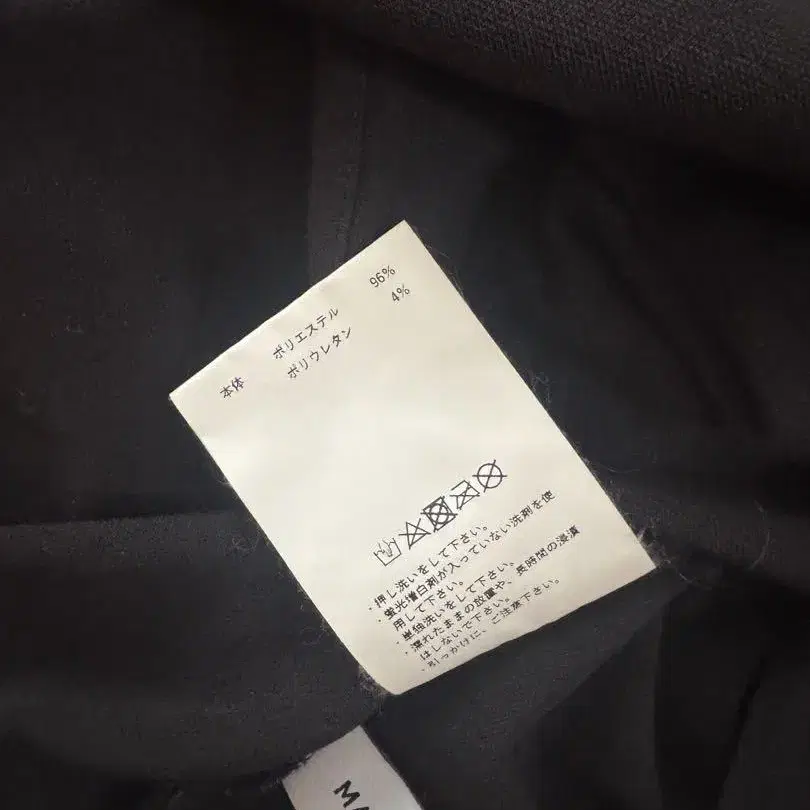 本体 ポリエステル 96%
ポリウレタン 4%
・押し洗いをして下さい。
・蛍光増白剤が入っていない洗剤を使
用して下さい。
・単独洗いをして下さい。
・濡れたままの放置や、長時間の浸漬
はしないで下さい。
・引っかけに、ご注意下さい。